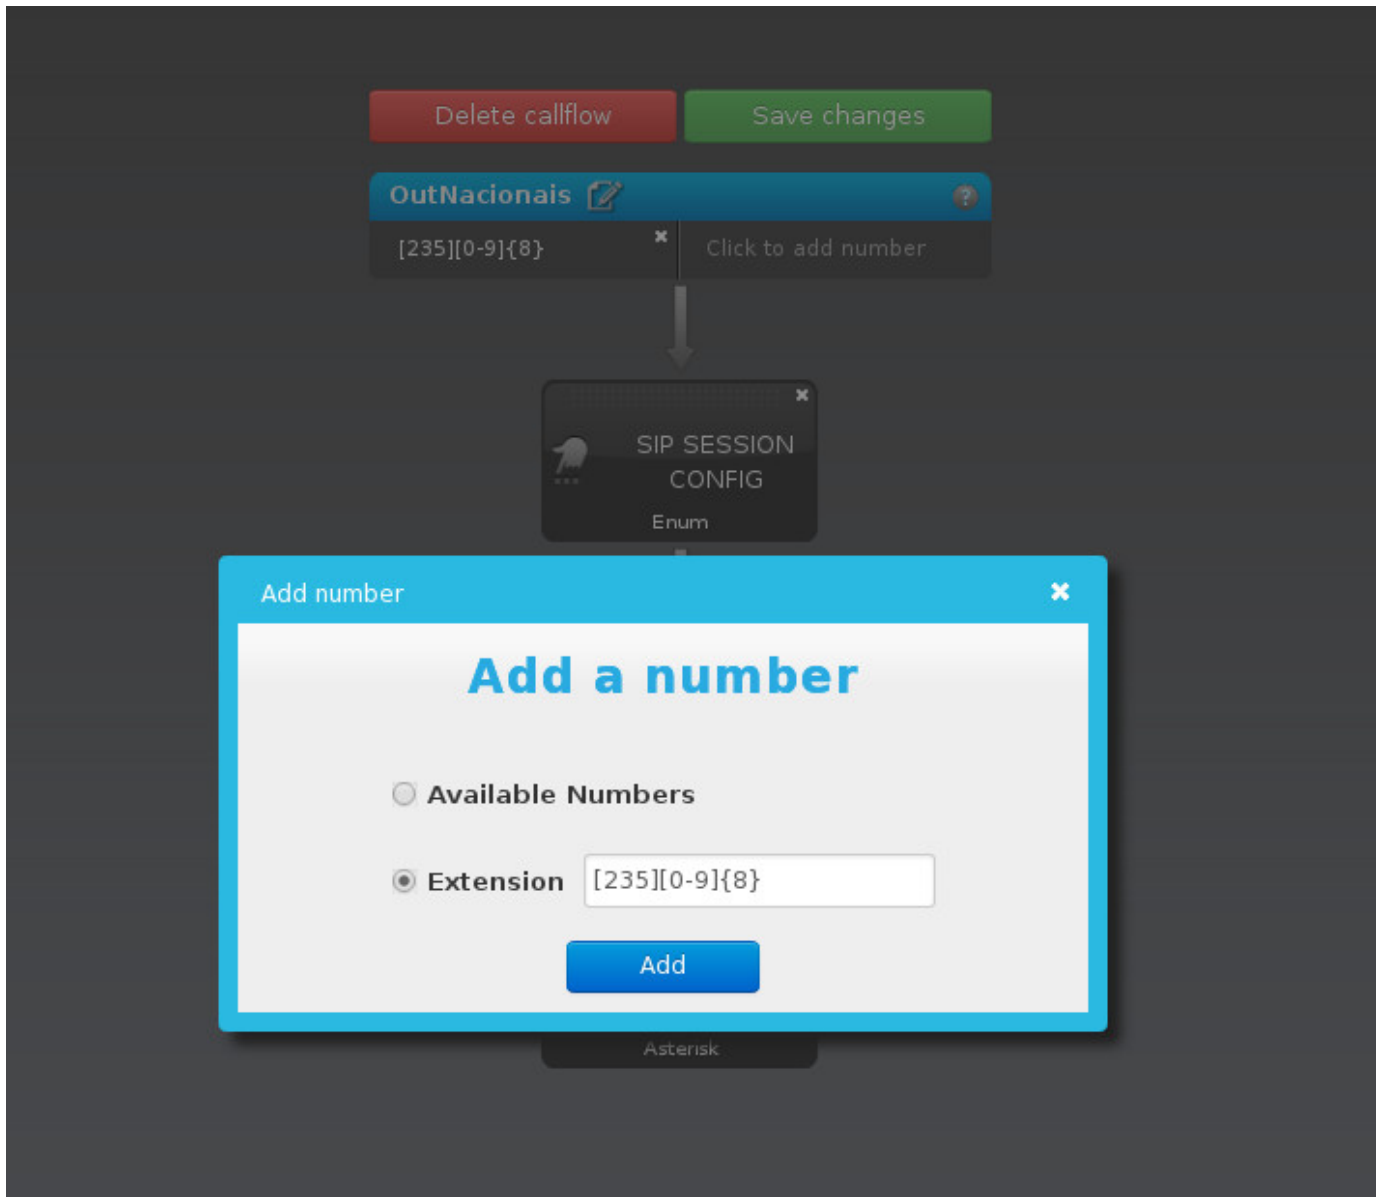 Delete callflow
Save changes
OutNacionais
?
[235][0-9]{8}
Click to add number
SIP SESSION
CONFIG
Enum
Add number
Add a number
Available Numbers
Extension
[235][0-9]{8}
Add
Asterisk